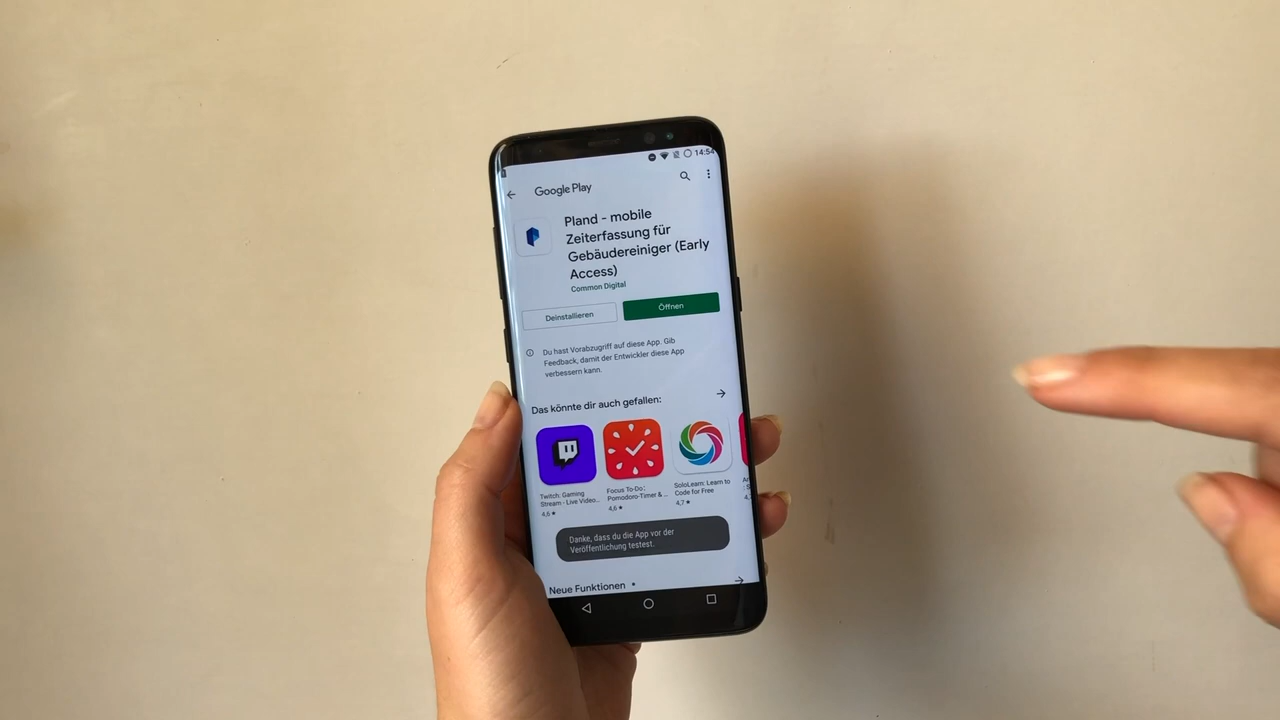 14:54
Google Play
Pland - mobile
Zeiterfassung für
Gebäudereiniger (Early
Access)
Common Digital
Deinstallieren
Öffnen
Du hast Vorabzugriff auf diese App. Gib
Feedback, damit der Entwickler diese App
verbessern kann.
Das könnte dir auch gefallen:
Twitch: Gaming
Stream - Live Video...
4,6 ★
Focus To-Do:
Pomodoro-Timer & ...
4,6 ★
SoloLearn: Learn to
Code for Free
4,7 ★
Danke, dass du die App vor der
Veröffentlichung testest.
Neue Funktionen •